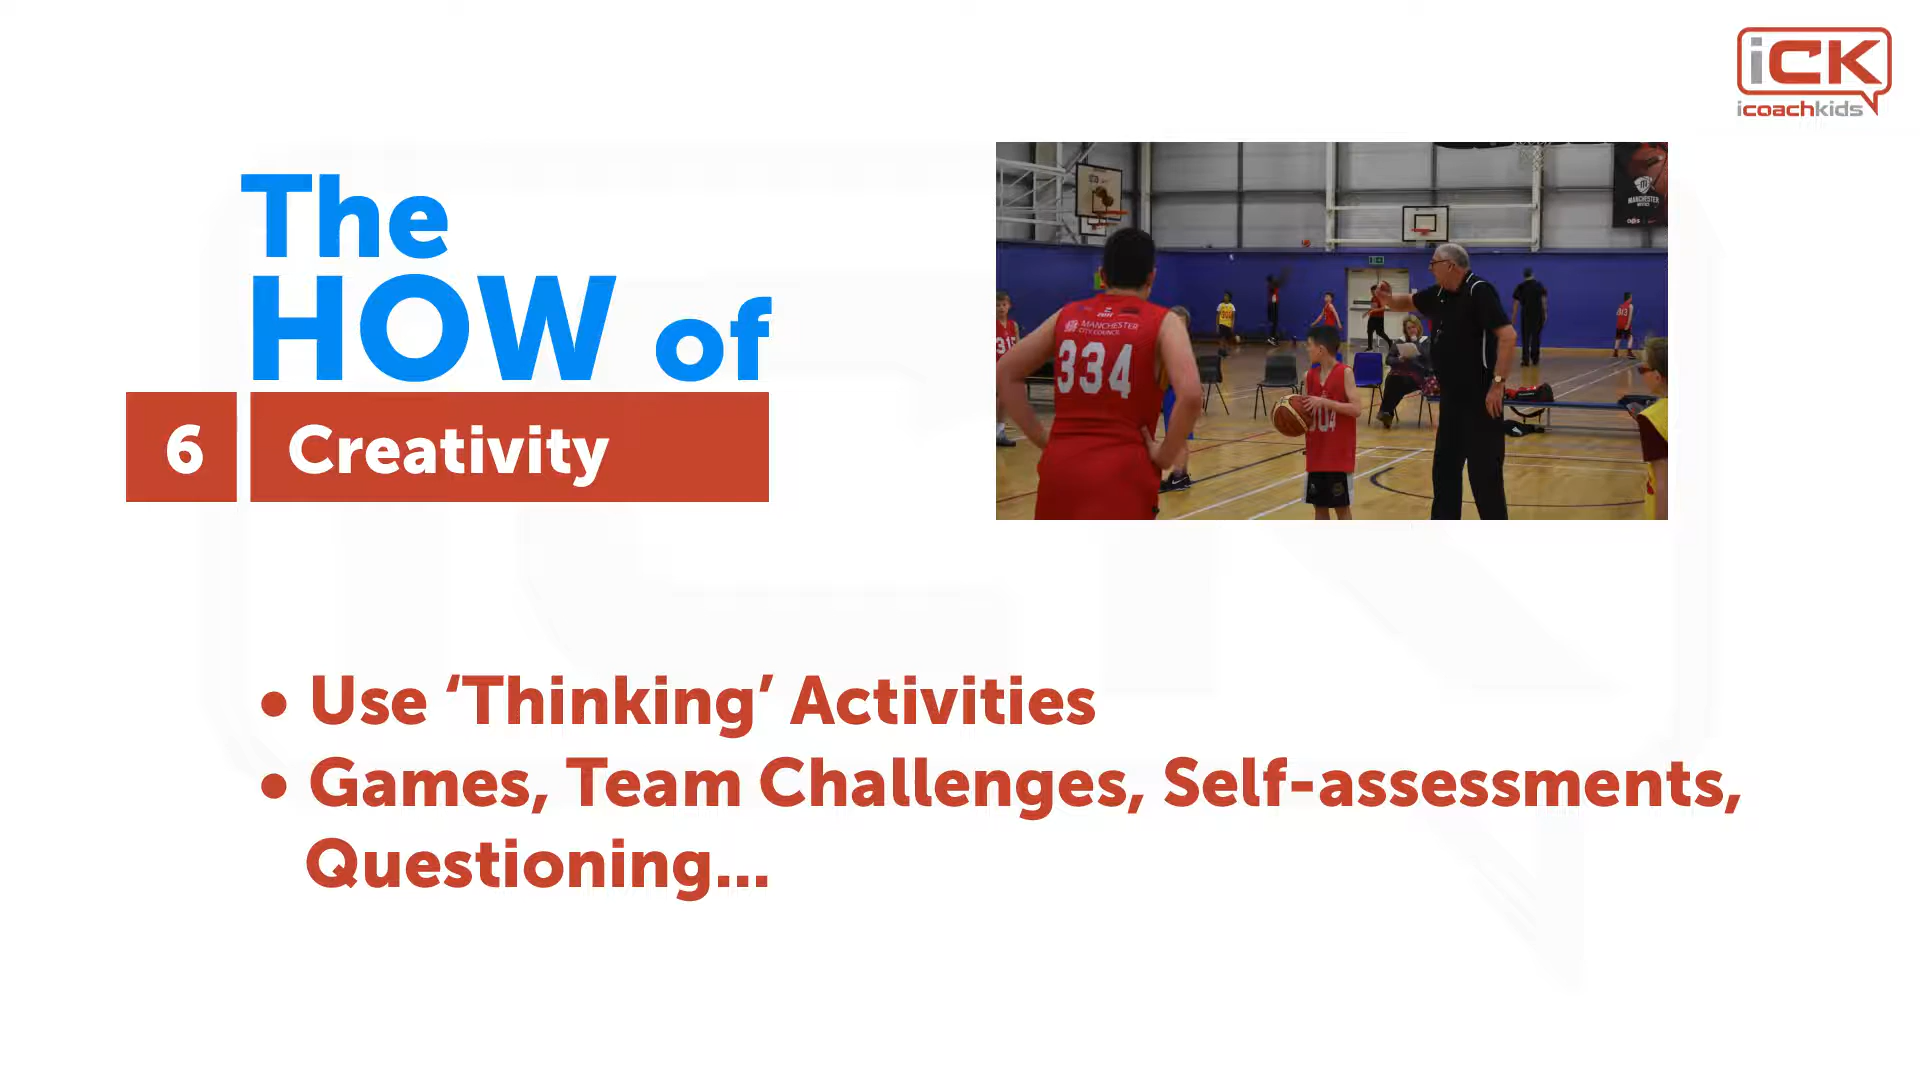 iCK
icoachkids
The
HOW of
6 Creativity
MANCHESTER
MANCHESTER
CITY COUNCIL
334
• Use ‘Thinking’ Activities
• Games, Team Challenges, Self-assessments,
Questioning...